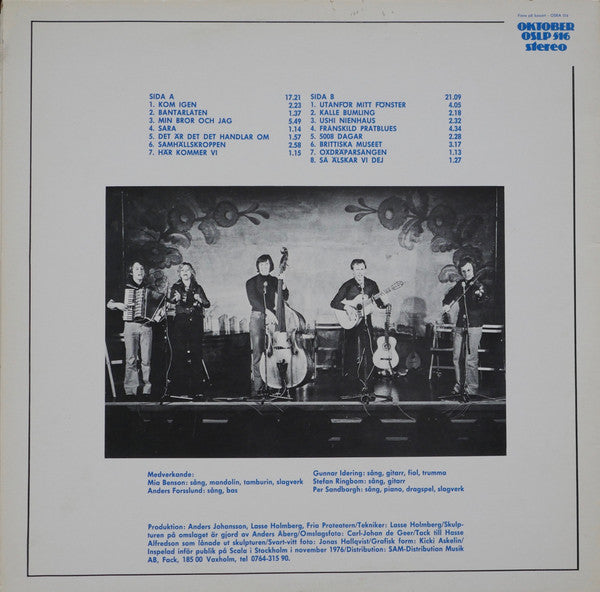 Fiern på konsert - OSKA 516
OKTOBER
OSLP 516
stereo
SIDA A 17.21
1. KOM IGEN 2.23
2. BANTARLÅTEN 1.37
3. MIN BROR OCH JAG 5.49
4. SARA 1.14
5. DET ÄR DET DET HANDLAR OM 1.57
6. SAMHÄLLSKROPPEN 2.58
7. HÄR KOMMER VI 1.15
SIDA B 21.09
1. UTANFÖR MITT FÖNSTER 4.05
2. KALLE BUMLING 2.18
3. USHI NIENHAUS 2.32
4. FRÅNSKILD PRATBLUES 4.34
5. 5008 DAGAR 2.28
6. BRITTISKA MUSÉET 3.17
7. OXDRÄPARSÅNGEN 1.13
8. SÅ ÄLSKAR VI DEJ 1.27
Medverkande:
Mia Benson: sång, mandolin, tamburin, slagverk
Anders Forsslund: sång, bas
Gunnar Idering: sång, gitarr, fiol, trumma
Stefan Ringbom: sång, gitarr
Per Sandborgh: sång, piano, dragspel, slagverk
Produktion: Anders Johansson, Lasse Holmberg, Fria Proteatern/Tekniker: Lasse Holmberg/Skulp-
turen på omslaget är gjord av Anders Åberg/Omslagsfoto: Carl-Johan de Geer/Tack till Hasse
Alfredson som lånade ut skulpturen/Svart-vitt foto: Jonas Hallqvist/Grafisk form: Kicki Askelin/
Inspelad inför publik på Scala i Stockholm i november 1976/Distribution: SAM-Distribution Musik
AB, Fack, 185 00 Vaxholm, tel 0764-315 90.